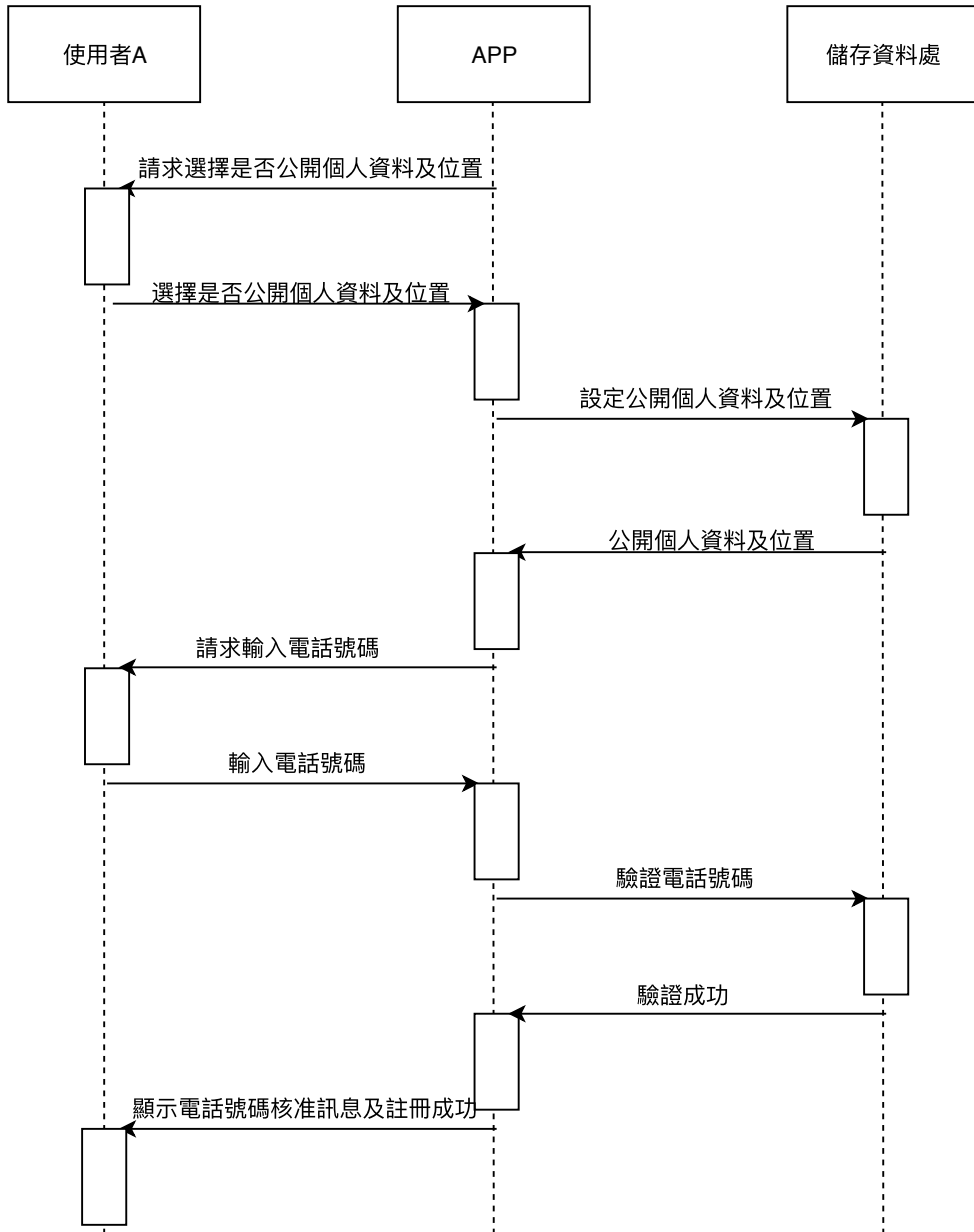 使用者A
APP
儲存資料處
請求選擇是否公開個人資料及位置
選擇是否公開個人資料及位置
設定公開個人資料及位置
公開個人資料及位置
請求輸入電話號碼
輸入電話號碼
驗證電話號碼
驗證成功
顯示電話號碼核准訊息及註冊成功